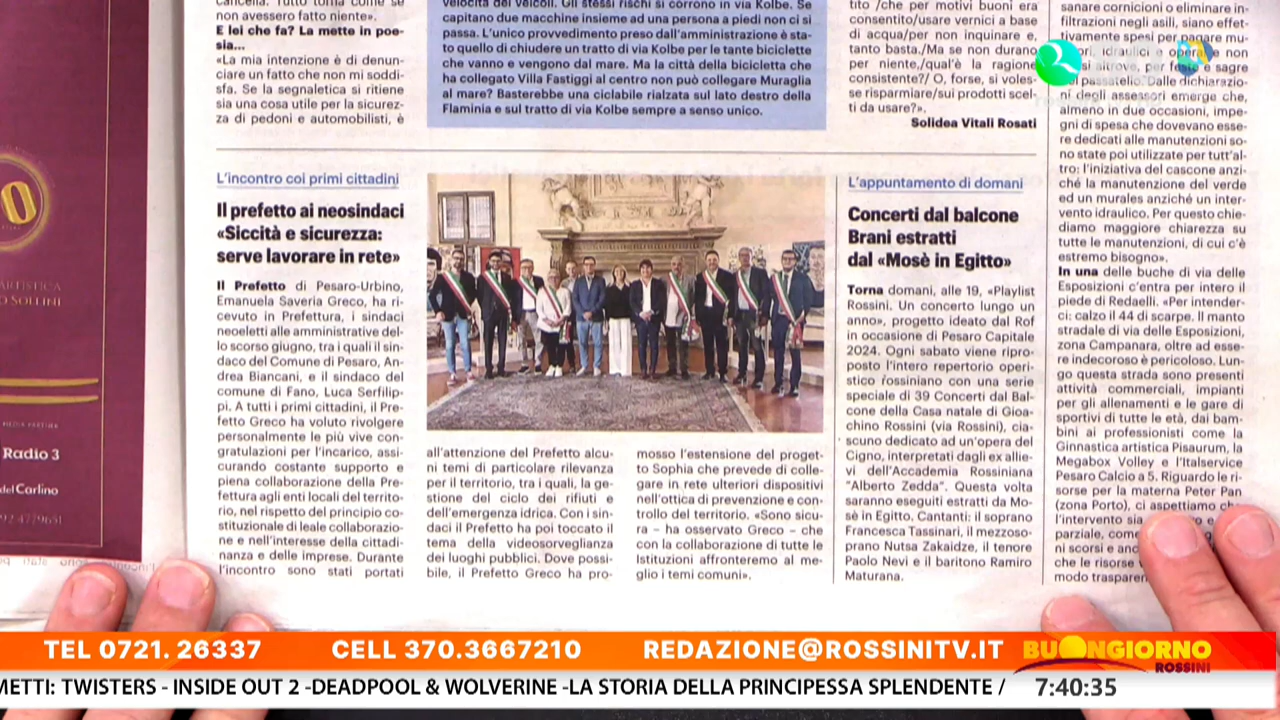 cancella. Tutto torna come se
non avessero fatto niente».
E lei che fa? La mette in poe-
sia...
«La mia intenzione è di denun-
ciare un fatto che non mi soddi-
sfa. Se la segnaletica si ritiene
sia una cosa utile per la sicurez-
za di pedoni e automobilisti, è
velocità dei veicoli. Gli stessi rischi si corrono in via Kolbe. Se
capitano due macchine insieme ad una persona a piedi non ci si
passa. L'unico provvedimento preso dall'amministrazione è sta-
to quello di chiudere un tratto di via Kolbe per le tante biciclette
che vanno e vengono dal mare. Ma la città della bicicletta che
ha collegato Villa Fastiggi al centro non può collegare Muraglia
al mare? Basterebbe una ciclabile rialzata sul lato destro della
Flaminia e sul tratto di via Kolbe sempre a senso unico.
tito /che per motivi buoni era
consentito/usare vernici a base
di acqua/per non inquinare e,
tanto basta./Ma se non durano
per niente,/qual'è la ragione
consistente?/ O, forse, si voles-
se risparmiare/sui prodotti scel-
ti da usare?».
Solidea Vitali Rosati
L'incontro coi primi cittadini
Il prefetto ai neosindaci
«Siccità e sicurezza:
serve lavorare in rete»
Il Prefetto di Pesaro-Urbino,
Emanuela Saveria Greco, ha ri-
cevuto in Prefettura, i sindaci
neoeletti alle amministrative del-
lo scorso giugno, tra i quali il sin-
daco del Comune di Pesaro, An-
drea Biancani, e il sindaco del
comune di Fano, Luca Serfilip-
pi. A tutti i primi cittadini, il Pre-
fetto Greco ha voluto rivolgere
personalmente le più vive con-
gratulazioni per l'incarico, assi-
curando costante supporto e
piena collaborazione della Pre-
fettura agli enti locali del territo-
rio, nel rispetto del principio co-
stituzionale di leale collaborazio-
ne e nell'interesse della cittadi-
nanza e delle imprese. Durante
l'incontro sono stati portati
all'attenzione del Prefetto alcu-
ni temi di particolare rilevanza
per il territorio, tra i quali, la ge-
stione del ciclo dei rifiuti e
dell'emergenza idrica. Con i sin-
daci il Prefetto ha poi toccato il
tema della videosorveglianza
dei luoghi pubblici. Dove possi-
bile, il Prefetto Greco ha pro-
mosso l'estensione del proget-
to Sophia che prevede di colle-
gare in rete ulteriori dispositivi
nell'ottica di prevenzione e con-
trollo del territorio. «Sono sicu-
ra – ha osservato Greco – che
con la collaborazione di tutte le
Istituzioni affronteremo al me-
glio i temi comuni».
L'appuntamento di domani
Concerti dal balcone
Brani estratti
dal «Mosè in Egitto»
Torna domani, alle 19, «Playlist
Rossini. Un concerto lungo un
anno», progetto ideato dal Rof
in occasione di Pesaro Capitale
2024. Ogni sabato viene ripro-
posto l'intero repertorio operi-
stico rossiniano con una serie
speciale di 39 Concerti dal Bal-
cone della Casa natale di Gioa-
chino Rossini (via Rossini), cia-
scuno dedicato ad un'opera del
Cigno, interpretati dagli ex allie-
vi dell'Accademia Rossiniana
"Alberto Zedda". Questa volta
saranno eseguiti estratti da Mo-
sè in Egitto. Cantanti: il soprano
Francesca Tassinari, il mezzoso-
prano Nutsa Zakaidze, il tenore
Paolo Nevi e il baritono Ramiro
Maturana.
sanare cornicioni o eliminare in-
filtrazioni negli asili, siano effet-
tivamente spesi per pagare mu-
idraulici e non
si altrove, per feste e sagre
passatelio. Dalle dichiarazio-
ni degli assessori emerge che,
almeno in due occasioni, impe-
gni di spesa che dovevano esse-
re dedicati alle manutenzioni so-
no state poi utilizzate per tutt'al-
tro: l'iniziativa del cascone anzi-
ché la manutenzione del verde
ed un murales anziché un inter-
vento idraulico. Per questo chie-
diamo maggiore chiarezza su
tutte le manutenzioni, di cui c'è
estremo bisogno».
In una delle buche di via delle
Esposizioni c'entra per intero il
piede di Redaelli. «Per intender-
ci: calzo il 44 di scarpe. Il manto
stradale di via delle Esposizioni,
zona Campanara, oltre ad esse-
re indecoroso è pericoloso. Lun-
go questa strada sono presenti
attività commerciali, impianti
per gli allenamenti e le gare di
sportivi di tutte le età, dai bam-
bini ai professionisti come la
Ginnastica artistica Pisaurum, la
Megabox Volley e l'Italservice
Pesaro Calcio a 5. Riguardo le ri-
sorse per la materna Peter Pan
(zona Porto), ci aspettiamo che
l'intervento sia
parziale, come
ni scorsi e anc
che le risorse
modo trasparen
O
ARTISTICA
O SOLLINI
MEDIA PARTNER
Radio 3
del Carlino
TEL 0721. 26337
CELL 370.3667210
REDAZIONE@ROSSINITV.IT
BUONGIORNO
ROSSINI
METTI: TWISTERS - INSIDE OUT 2 -DEADPOOL & WOLVERINE -LA STORIA DELLA PRINCIPESSA SPLENDENTE /
7:40:35